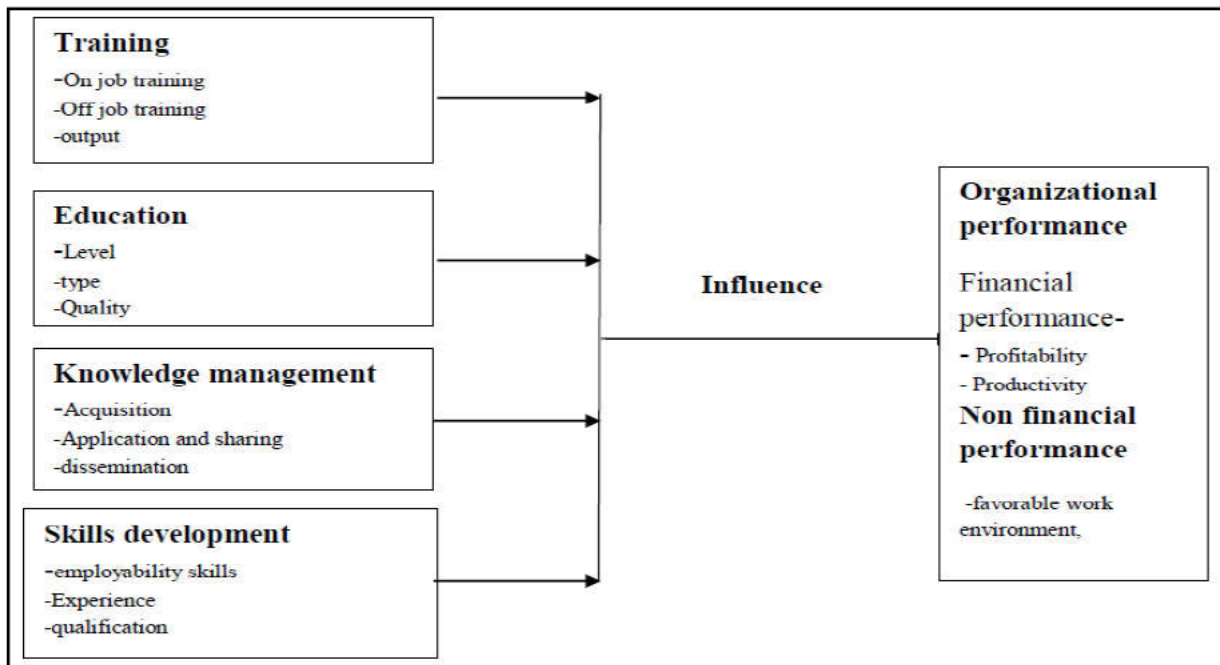 Training
-On job training
-Off job training
-output
Education
-Level
-type
-Quality
Knowledge management
-Acquisition
-Application and sharing
-dissemination
Skills development
-employability skills
-Experience
-qualification
Influence
Organizational
performance
Financial
performance-
- Profitability
- Productivity
Non financial
performance
-favorable work
environment,